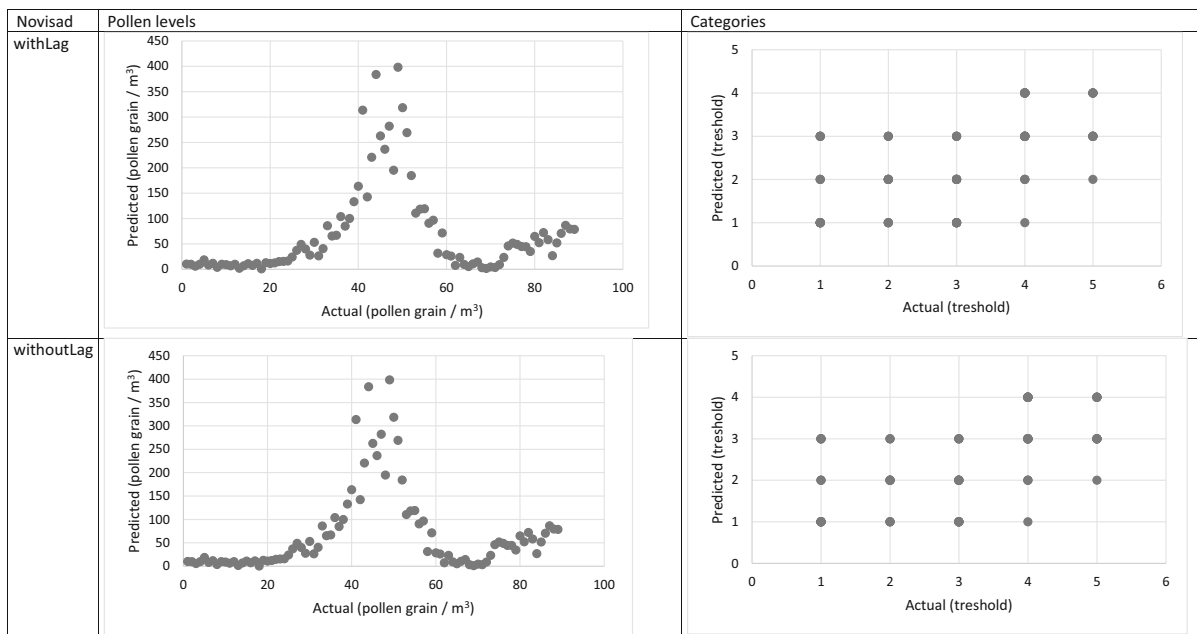 Novisad
Pollen levels
Categories
withLag
Predicted (pollen grain / m³)
450
400
350
300
250
200
150
100
50
0
0 20 40 60 80 100
Actual (pollen grain / m³)
Predicted (treshold)
5
4
3
2
1
0
0 1 2 3 4 5 6
Actual (treshold)
withoutLag
Predicted (pollen grain / m³)
450
400
350
300
250
200
150
100
50
0
0 20 40 60 80 100
Actual (pollen grain / m³)
Predicted (treshold)
5
4
3
2
1
0
0 1 2 3 4 5 6
Actual (treshold)